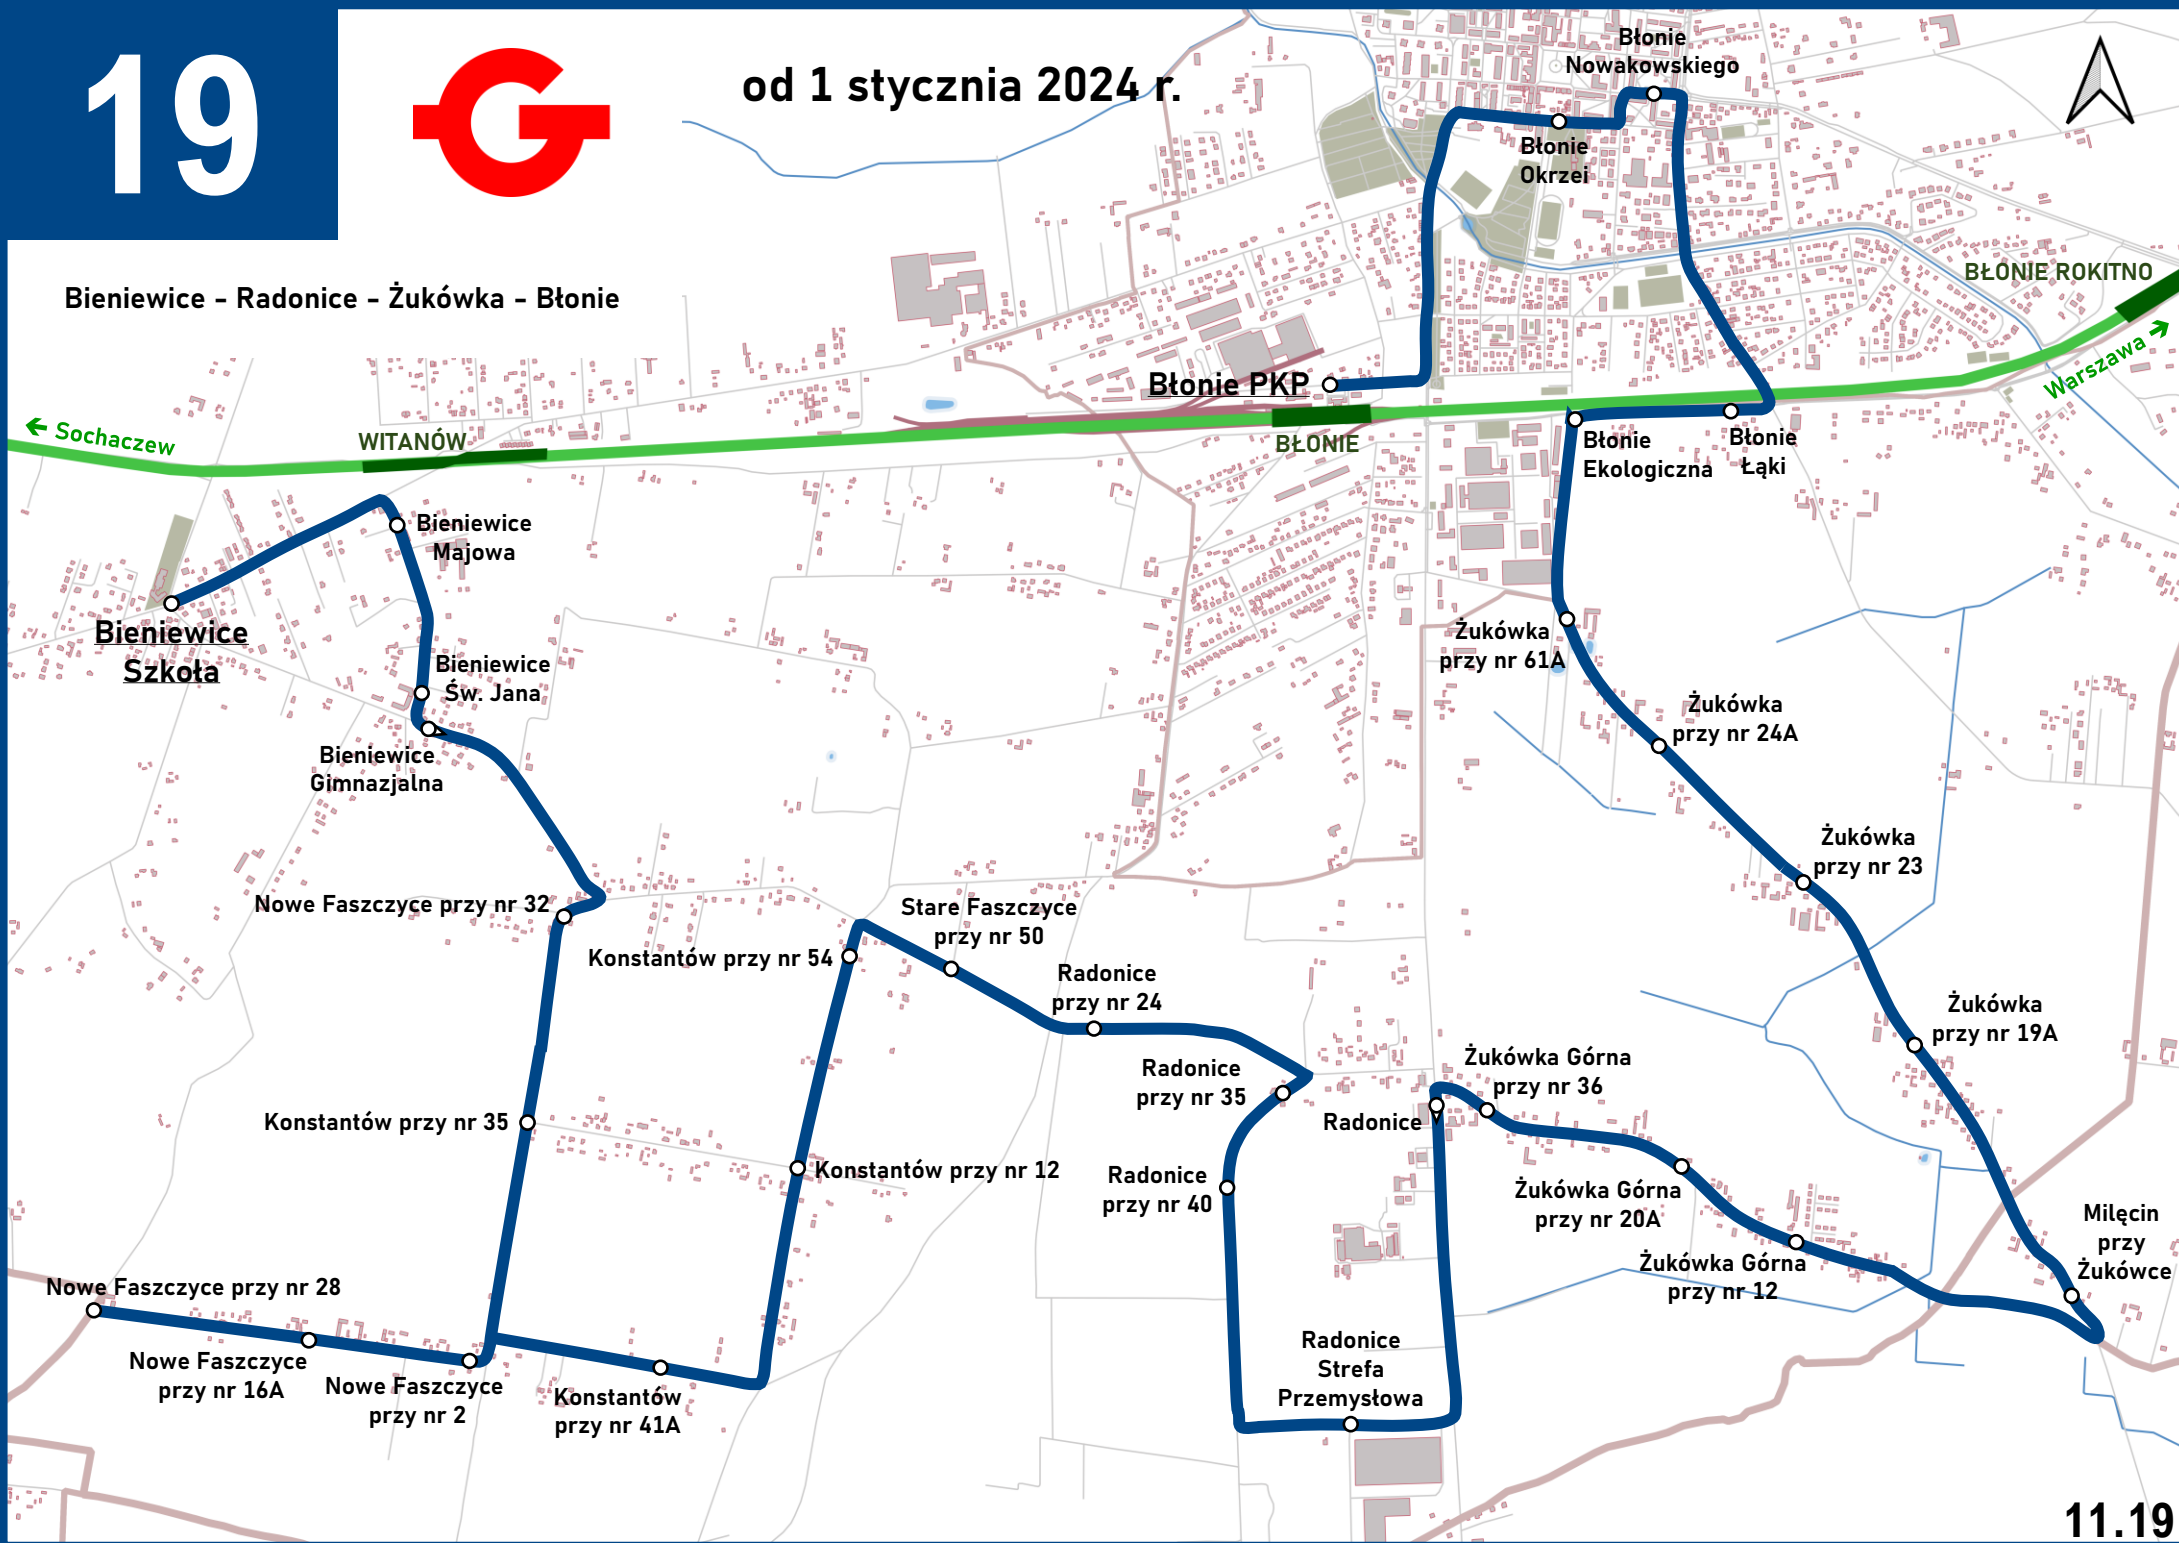 19
od 1 stycznia 2024 r.
Bieniewice - Radonice - Żukówka - Błonie
Błonie
Nowakowskiego
Błonie
Okrzei
BŁONIE ROKITNO
Warszawa →
Błonie PKP
BŁONIE
← Sochaczew
WITANÓW
Błonie
Ekologiczna
Błonie
Łąki
Bieniewice
Majowa
Bieniewice
Szkoła
Bieniewice
Św. Jana
Bieniewice
Gimnazjalna
Żukówka
przy nr 61A
Żukówka
przy nr 24A
Żukówka
przy nr 23
Nowe Faszczyce przy nr 32
Stare Faszczyce
przy nr 50
Konstantów przy nr 54
Radonice
przy nr 24
Żukówka
przy nr 19A
Radonice
przy nr 35
Żukówka Górna
przy nr 36
Konstantów przy nr 35
Radonice
Konstantów przy nr 12
Radonice
przy nr 40
Żukówka Górna
przy nr 20A
Milęcin
przy
Żukówce
Żukówka Górna
przy nr 12
Nowe Faszczyce przy nr 28
Nowe Faszczyce
przy nr 16A
Nowe Faszczyce
przy nr 2
Konstantów
przy nr 41A
Radonice
Strefa
Przemysłowa
11.19